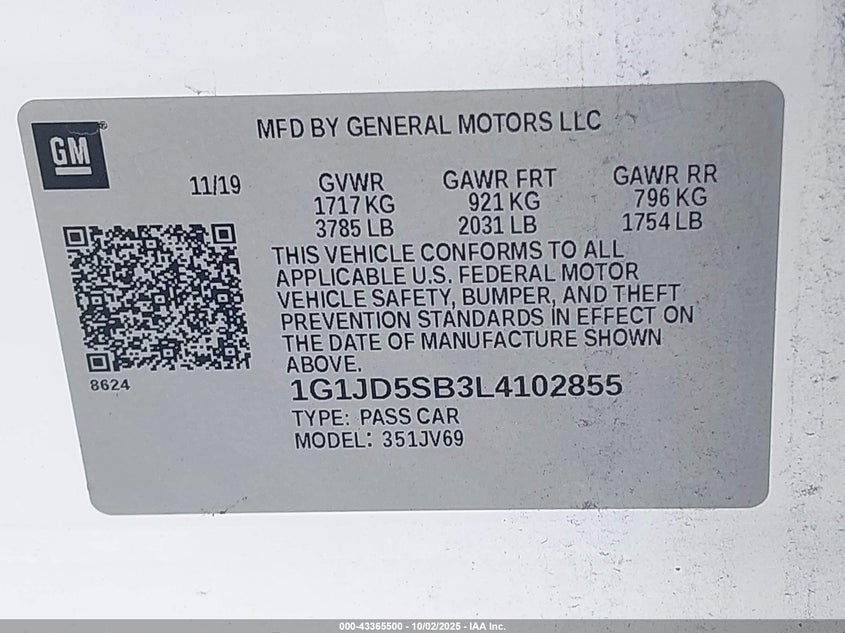 MFD BY GENERAL MOTORS LLC
GM
11/19
GVWR
1717 KG
3785 LB
GAWR FRT
921 KG
2031 LB
GAWR RR
796 KG
1754 LB
THIS VEHICLE CONFORMS TO ALL
APPLICABLE U.S. FEDERAL MOTOR
VEHICLE SAFETY, BUMPER, AND THEFT
PREVENTION STANDARDS IN EFFECT ON
THE DATE OF MANUFACTURE SHOWN
ABOVE.
8624
1G1JD5SB3L4102855
TYPE: PASS CAR
MODEL: 351JV69
000-43365500 - 10/02/2025 - IAA Inc.